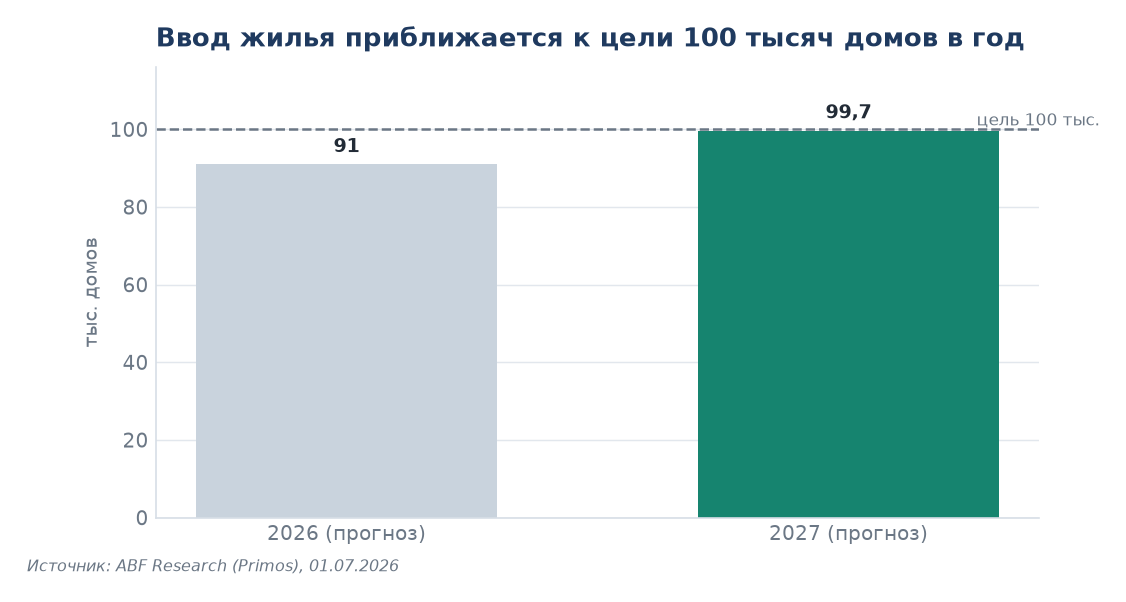 Ввод жилья приближается к цели 100 тысяч домов в год
99,7
цель 100 тыс.
100
91
80
60
40
20
0
тыс. домов
2026 (прогноз)
2027 (прогноз)
Источник: ABF Research (Primos), 01.07.2026